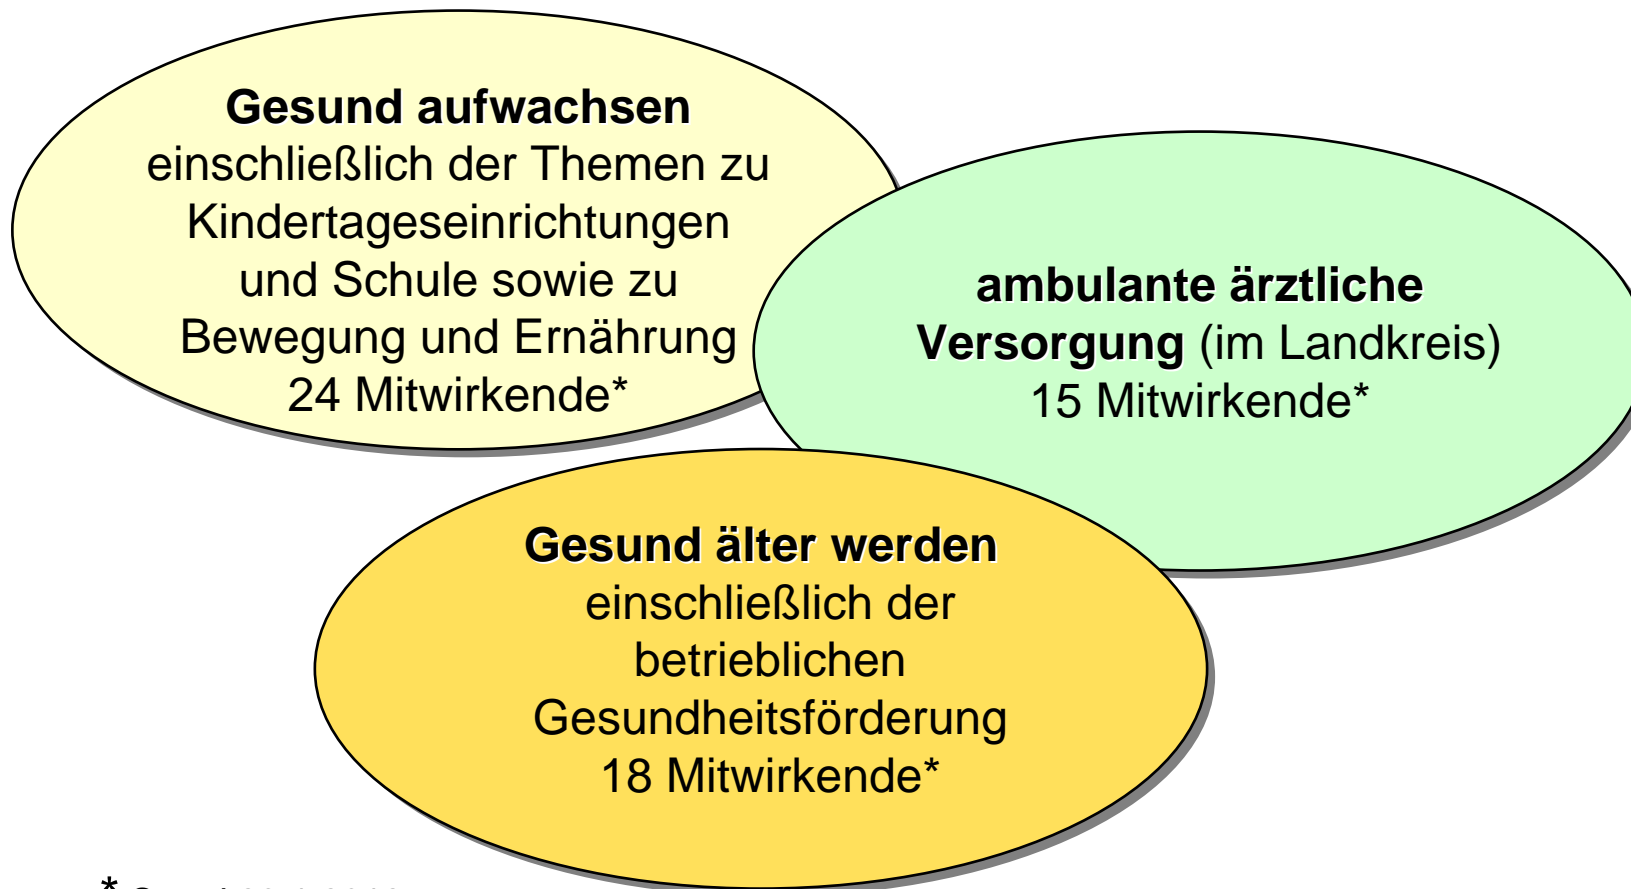 Gesund aufwachsen
einschließlich der Themen zu
Kindertageseinrichtungen
und Schule sowie zu
Bewegung und Ernährung
24 Mitwirkende*
ambulante ärztliche
Versorgung (im Landkreis)
15 Mitwirkende*
Gesund älter werden
einschließlich der
betrieblichen
Gesundheitsförderung
18 Mitwirkende*
*